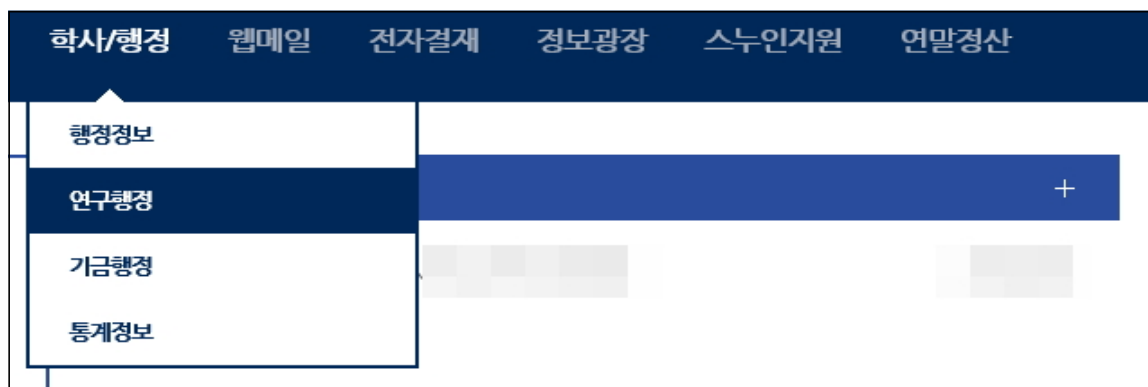 학사/행정 웹메일 전자결재 정보광장 스누인지원 연말정산
행정정보
연구행정
+
기금행정
통계정보